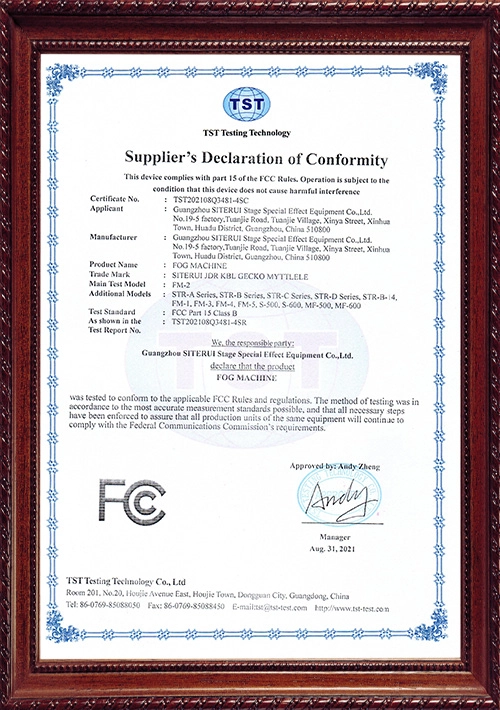 TST
TST Testing Technology
Supplier's Declaration of Conformity
This device complies with part 15 of the FCC Rules. Operation is subject to the
condition that this device does not cause harmful interference
Certificate No. : TST202108Q3481-4SC
Applicant : Guangzhou SITERUI Stage Special Effect Equipment Co.,Ltd.
No.19-5 factory,Tuanjie Road, Tuanjie Village, Xinya Street, Xinhua
Town, Huadu District, Guangzhou, China 510800
Manufacturer : Guangzhou SITERUI Stage Special Effect Equipment Co.,Ltd.
No.19-5 factory,Tuanjie Road, Tuanjie Village, Xinya Street, Xinhua
Town, Huadu District, Guangzhou, China 510800
Product Name : FOG MACHINE
Trade Mark : SITERUI JDR KBL GECKO MYTTLELE
Main Test Model : FM-2
Additional Models : STR-A Series, STR-B Series, STR-C Series, STR-D Series, STR-B-14,
FM-1, FM-3, FM-4, FM-5, S-500, S-600, MF-500, MF-600
Test Standard : FCC Part 15 Class B
As shown in the : TST202108Q3481-4SR
Test Report No.
We, the responsible party:
Guangzhou SITERUI Stage Special Effect Equipment Co.,Ltd.
declare that the product
FOG MACHINE
was tested to conform to the applicable FCC Rules and regulations. The method of testing was in
accordance to the most accurate measurement standards possible, and that all necessary steps
have been enforced to assure that all production units of the same equipment will continue to
comply with the Federal Communications Commission's requirements.
Approved by: Andy Zheng
FCC
Andy
Manager
Aug. 31, 2021
TST Testing Technology Co., Ltd
Room 201, No.20, Houjie Avenue East, Houjie Town, Dongguan City, Guangdong, China
Tel: 86-0769-85088050 Fax: 86-0769-85088450 E-mail:tst@tst-test.com http://www.tst-test.com